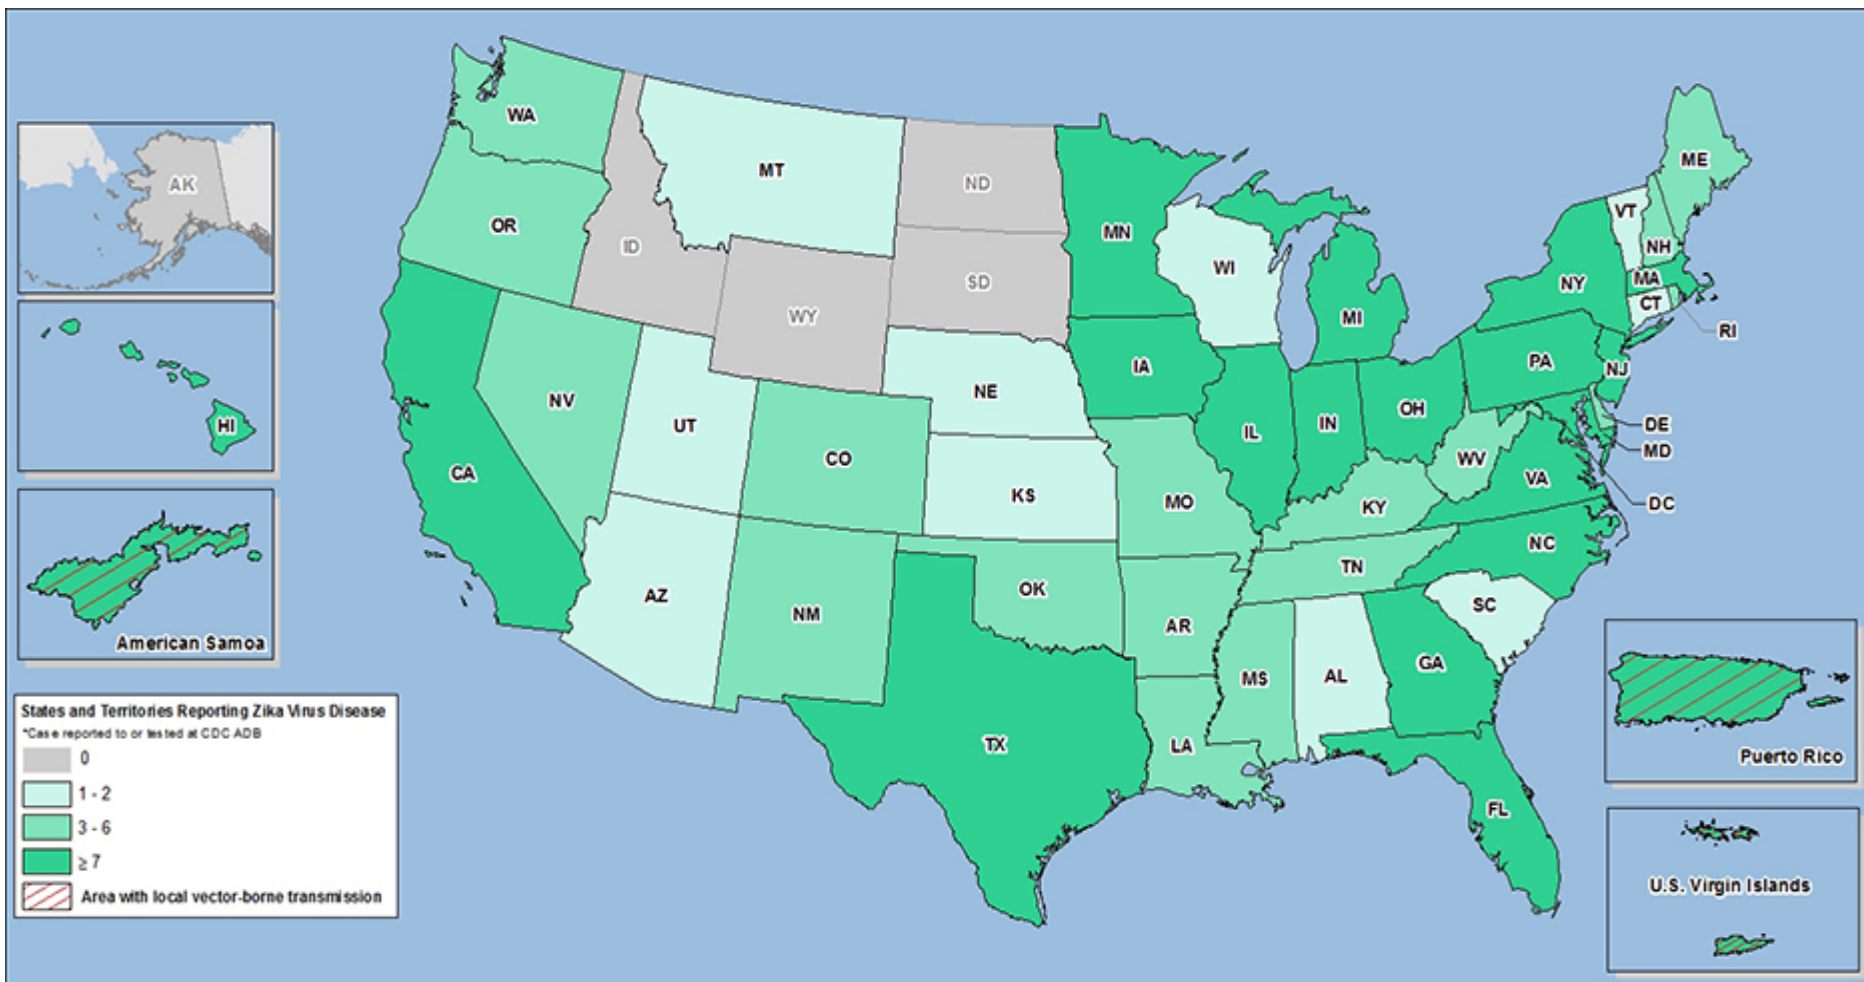 WA
MT
ND
ME
AK
OR
ID
MN
VT
NH
WI
SD
NY
MA
WY
MI
CT
RI
IA
PA
NJ
NE
NV
OH
UT
HI
IL
IN
DE
CO
MD
WV
CA
VA
KS
MO
KY
DC
NC
TN
OK
AZ
SC
NM
AR
American Samoa
GA
MS
AL
TX
LA
Puerto Rico
FL
U.S. Virgin Islands
States and Territories Reporting Zika Virus Disease
*Case reported to or tested at CDC ADB
0
1 - 2
3 - 6
≥ 7
Area with local vector-borne transmission